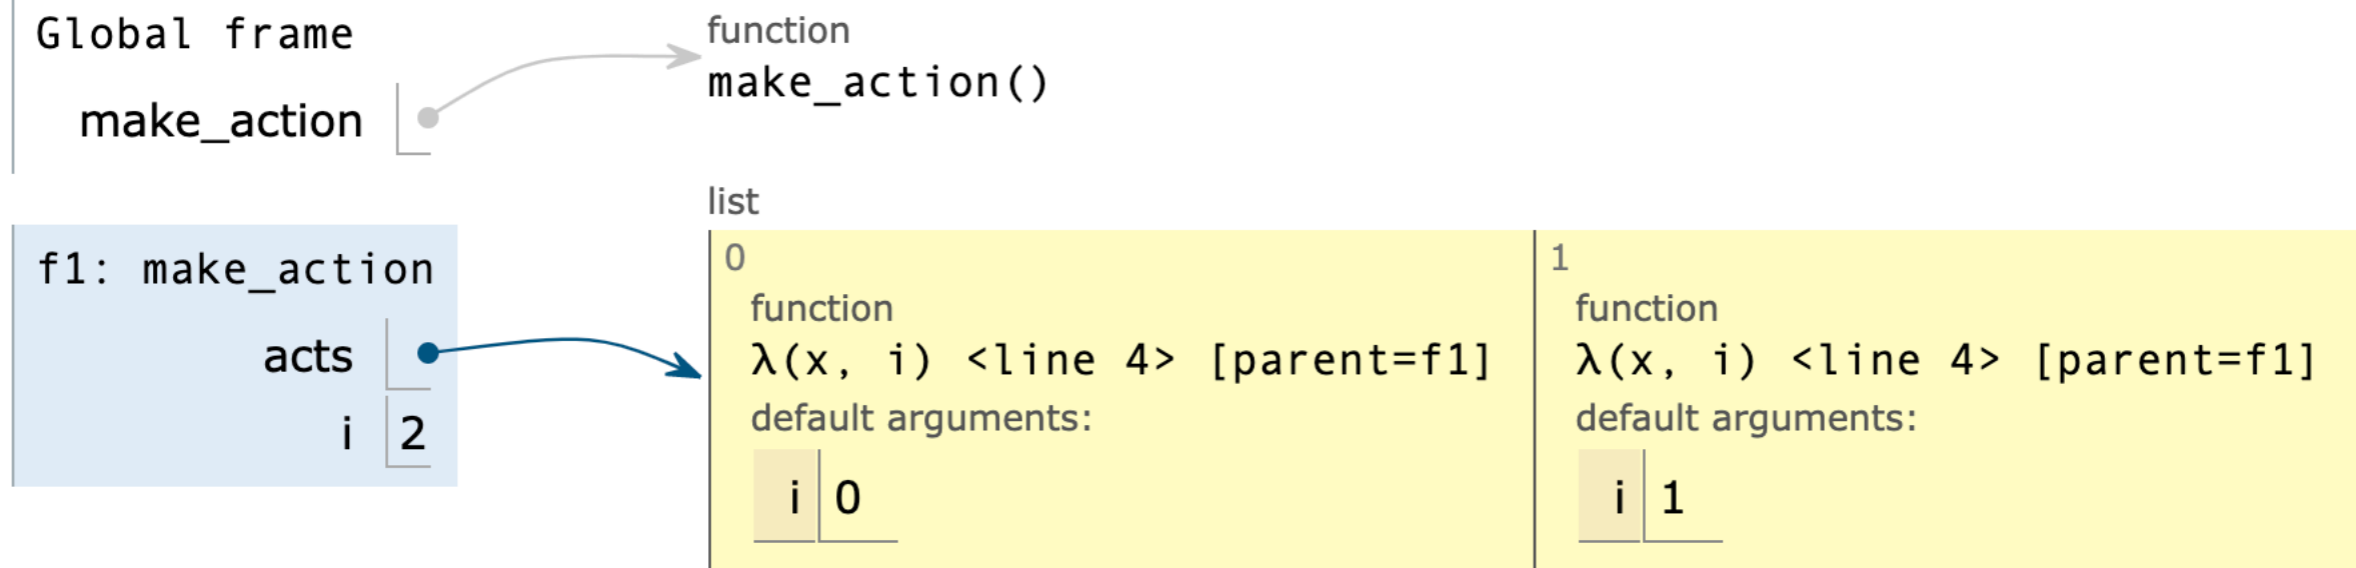 Global frame
make_action
function
make_action()
list
f1: make_action
acts
i 2
0
function
λ(x, i) <line 4> [parent=f1]
default arguments:
i 0
1
function
λ(x, i) <line 4> [parent=f1]
default arguments:
i 1